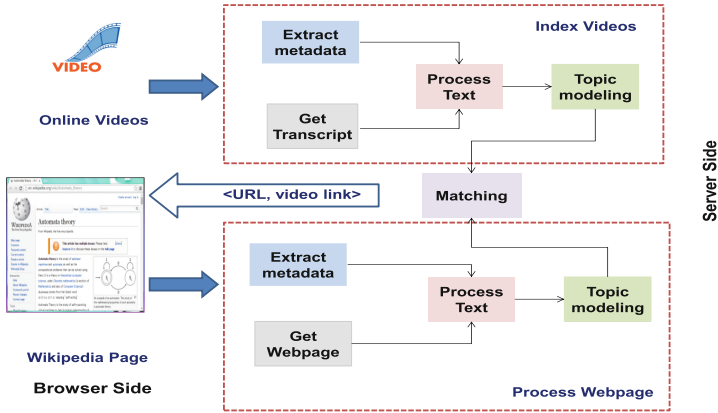 Index Videos
Extract
metadata
VIDEO
Process
Text
Topic
modeling
Get
Transcript
Online Videos
Server Side
Matching
<URL, video link>
WIKIPEDIA
Automata theory
Extract
metadata
Process
Text
Topic
modeling
Get
Webpage
Wikipedia Page
Browser Side
Process Webpage